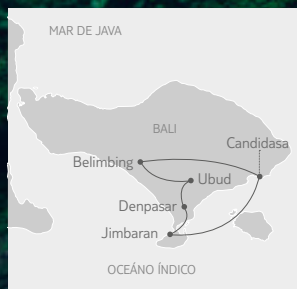 MAR DE JAVA
BALI
Candidasa
Belimbing
Ubud
Denpasar
Jimbaran
OCEÁNO ÍNDICO